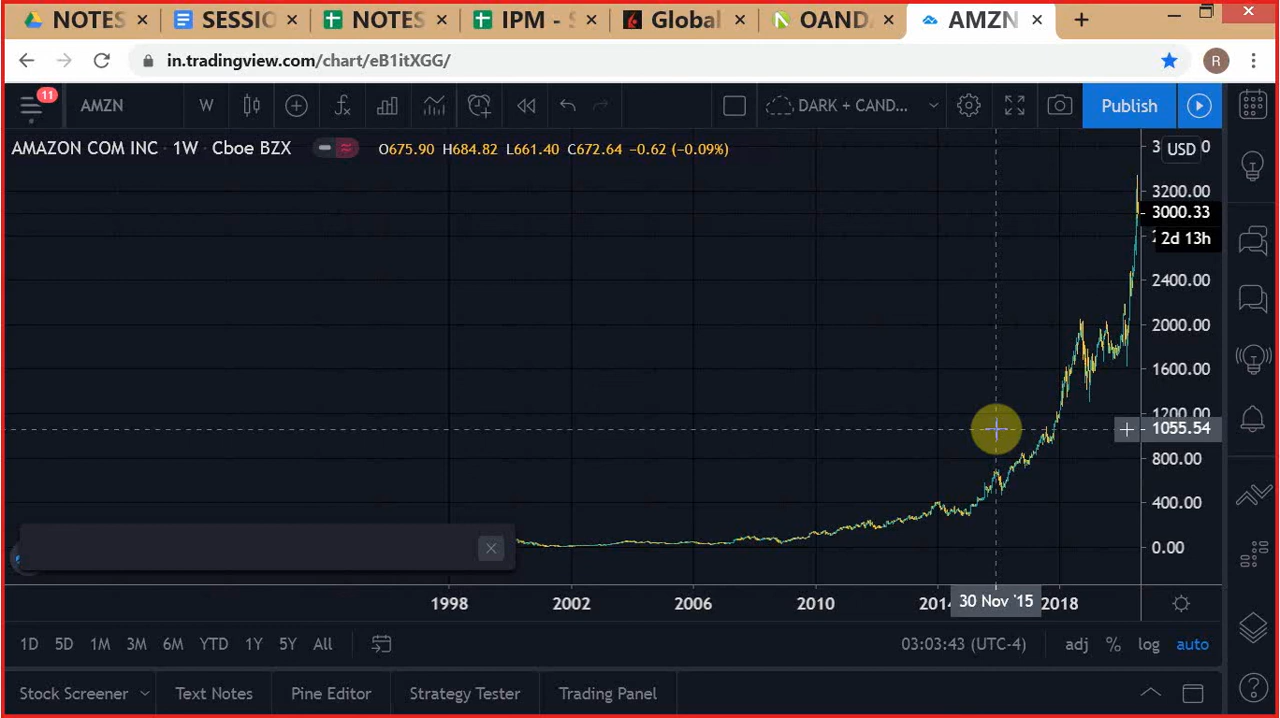 NOTES SESSIO NOTES IPM - S Global OANDA AMZN
in.tradingview.com/chart/eB1itXGG/ R
11 AMZN W DARK + CAND... Publish
AMAZON COM INC · 1W · Cboe BZX O675.90 H684.82 L661.40 C672.64 −0.62 (−0.09%)
USD
3200.00
3000.33
2d 13h
2400.00
2000.00
1600.00
1200.00
1055.54
800.00
400.00
0.00
1998 2002 2006 2010 2014 30 Nov '15 2018
1D 5D 1M 3M 6M YTD 1Y 5Y All 03:03:43 (UTC-4) adj % log auto
Stock Screener Text Notes Pine Editor Strategy Tester Trading Panel